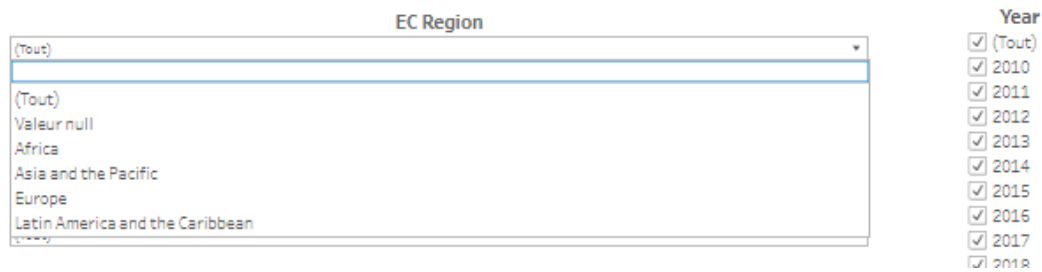 EC Region
(Tout)
(Tout)
Valeur null
Africa
Asia and the Pacific
Europe
Latin America and the Caribbean
Year
(Tout)
2010
2011
2012
2013
2014
2015
2016
2017
2018